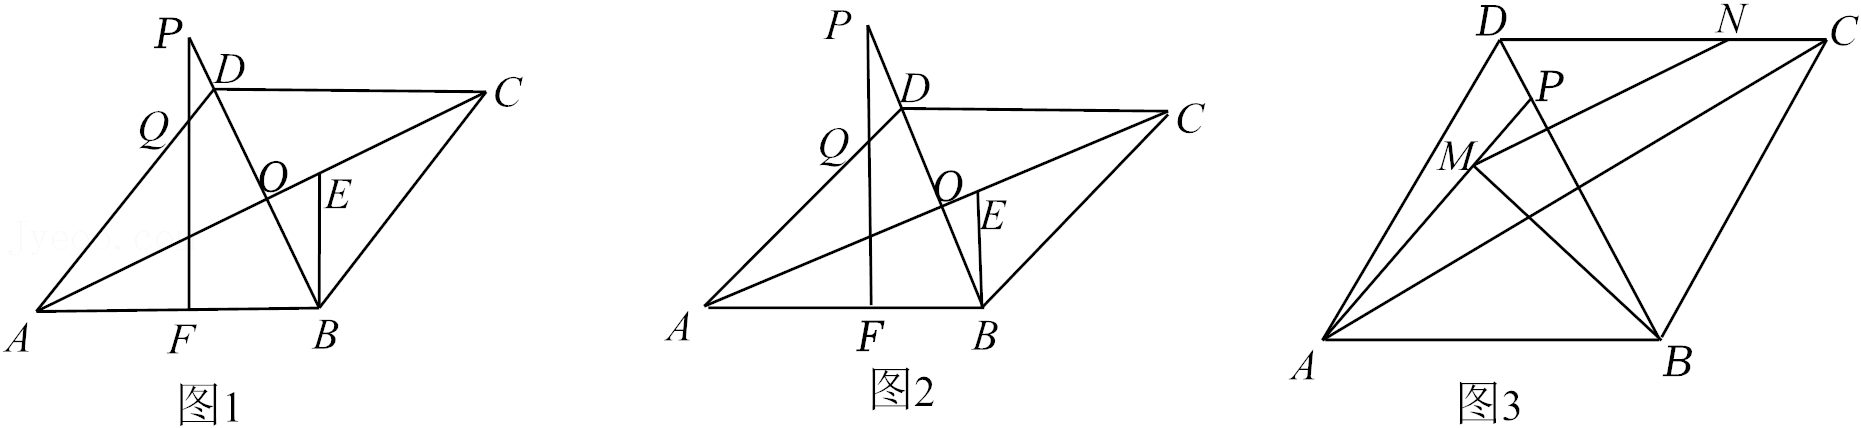 P D C Q O E A F B
图1
P D C Q O E A F B
图2
D N C P M A B
图3